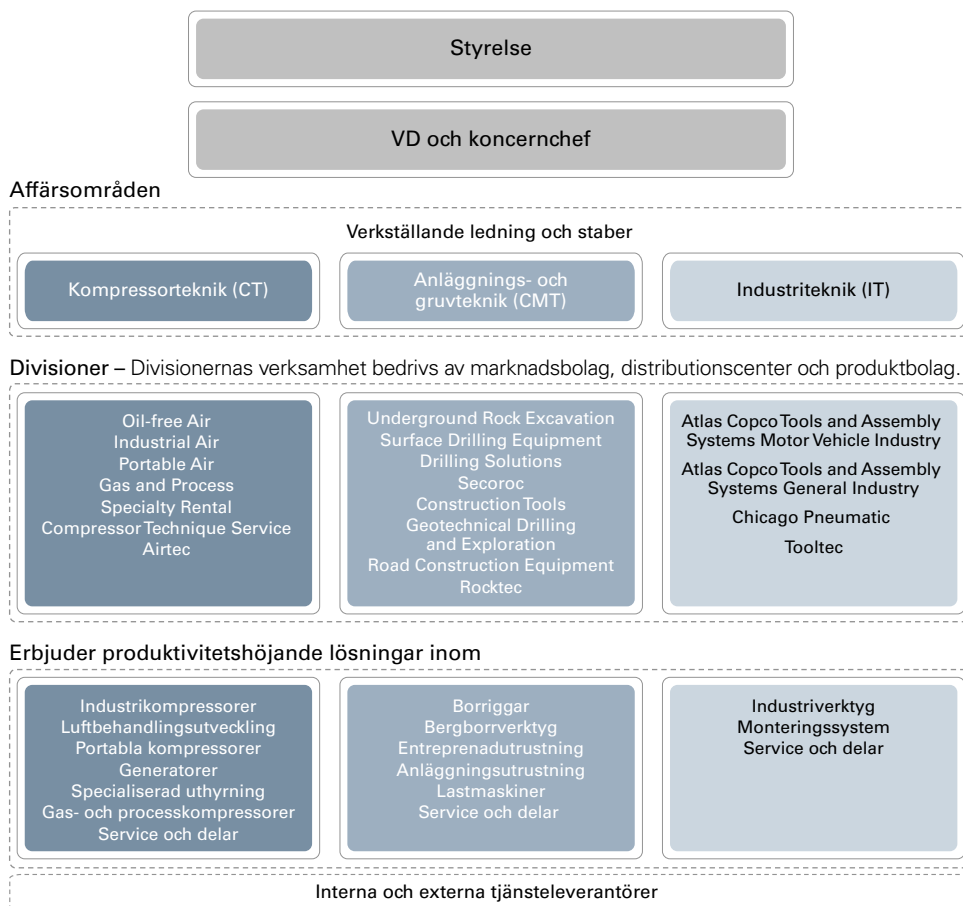 Styrelse
VD och koncernchef
Affärsområden
Verkställande ledning och staber
Kompressorteknik (CT)
Anläggnings- och
gruvteknik (CMT)
Industriteknik (IT)
Divisioner – Divisionernas verksamhet bedrivs av marknadsbolag, distributionscenter och produktbolag.
Oil-free Air
Industrial Air
Portable Air
Gas and Process
Specialty Rental
Compressor Technique Service
Airtec
Underground Rock Excavation
Surface Drilling Equipment
Drilling Solutions
Secoroc
Construction Tools
Geotechnical Drilling
and Exploration
Road Construction Equipment
Rocktec
Atlas Copco Tools and Assembly
Systems Motor Vehicle Industry
Atlas Copco Tools and Assembly
Systems General Industry
Chicago Pneumatic
Tooltec
Erbjuder produktivitetshöjande lösningar inom
Industrikompressorer
Luftbehandlingsutveckling
Portabla kompressorer
Generatorer
Specialiserad uthyrning
Gas- och processkompressorer
Service och delar
Borriggar
Bergborrverktyg
Entreprenadutrustning
Anläggningsutrustning
Lastmaskiner
Service och delar
Industriverktyg
Monteringssystem
Service och delar
Interna och externa tjänsteleverantörer